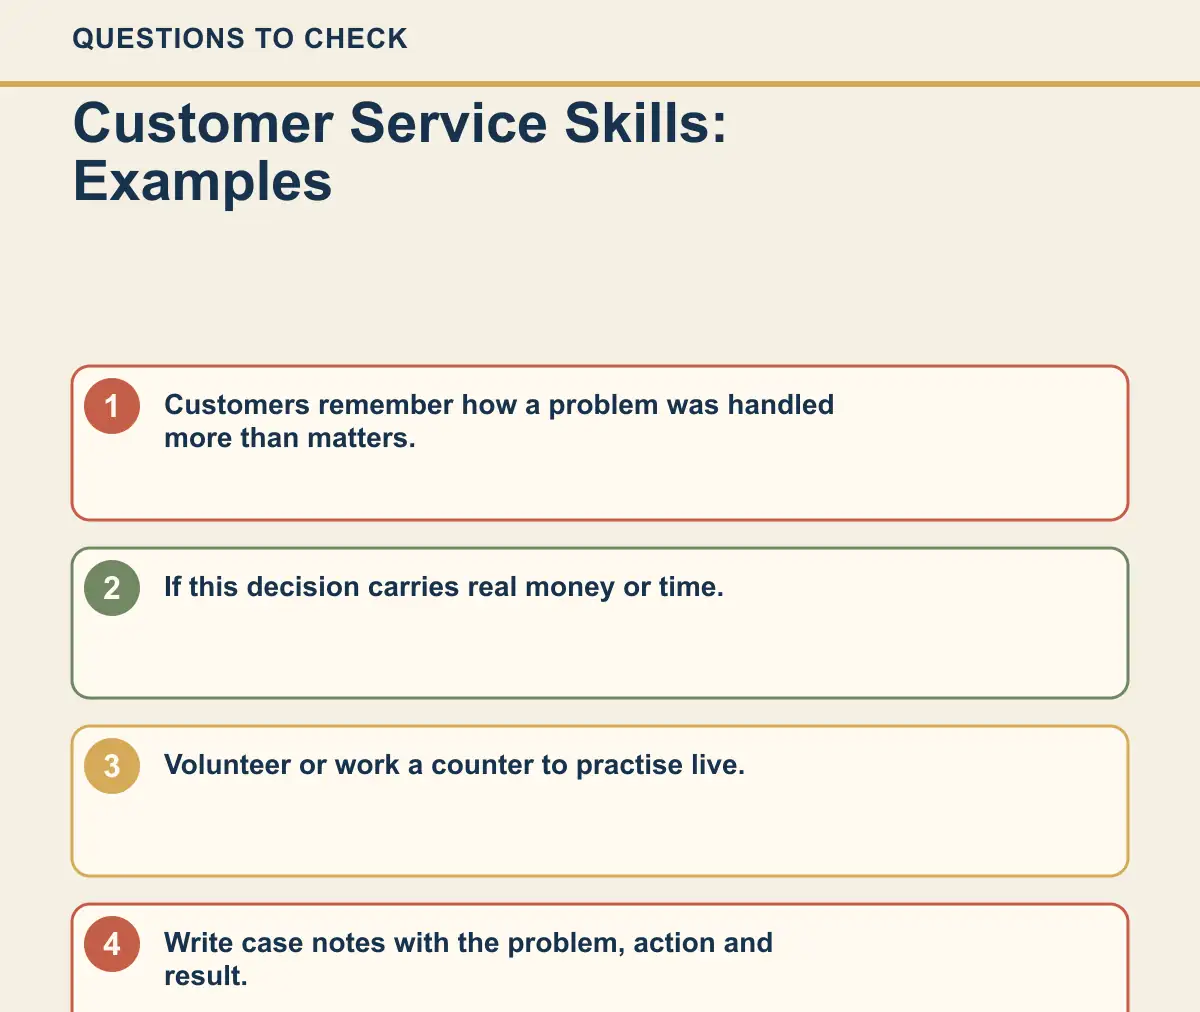 QUESTIONS TO CHECK
Customer Service Skills:
Examples
1
Customers remember how a problem was handled
more than matters.
2
If this decision carries real money or time.
3
Volunteer or work a counter to practise live.
4
Write case notes with the problem, action and
result.